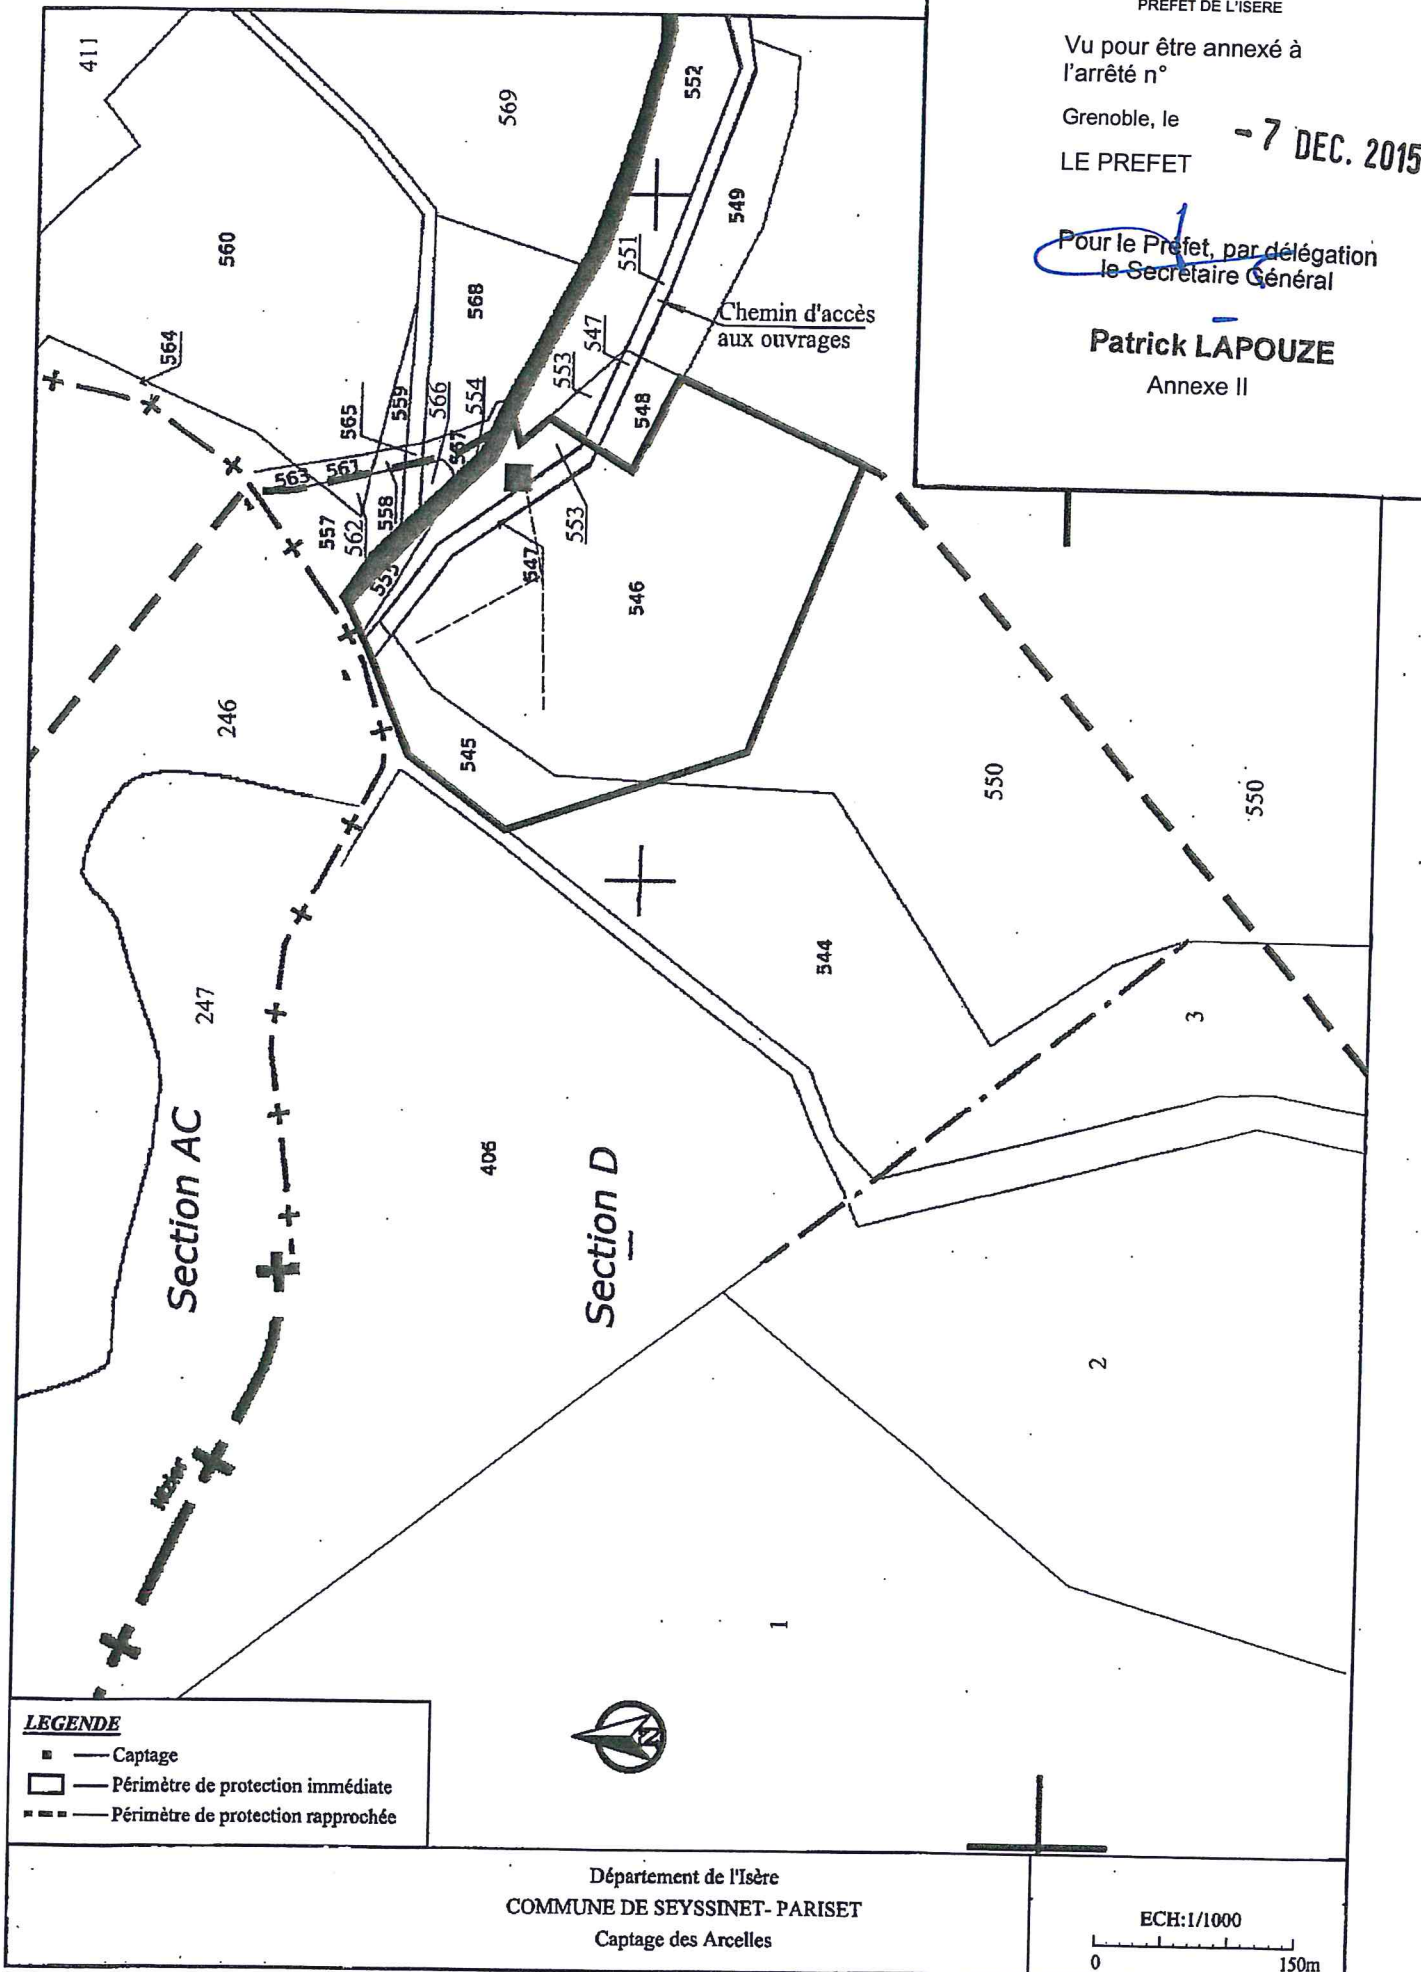 PREFET DE L'ISERE
Vu pour être annexé à
l'arrêté n°
Grenoble, le
- 7 DEC. 2015
LE PREFET
Pour le Préfet, par délégation
le Secrétaire Général
Patrick LAPOUZE
Annexe II
411
569
552
560
549
551
568
564
Chemin d'accès
aux ouvrages
547
553
548
565
559
566
554
567
563
561
558
557
562
555
553
547
546
246
545
550
550
544
247
3
Section AC
406
Section D
2
1
N
LEGENDE
Captage
Périmètre de protection immédiate
Périmètre de protection rapprochée
Département de l'Isère
COMMUNE DE SEYSSINET- PARISET
Captage des Arcelles
ECH:1/1000
0 150m